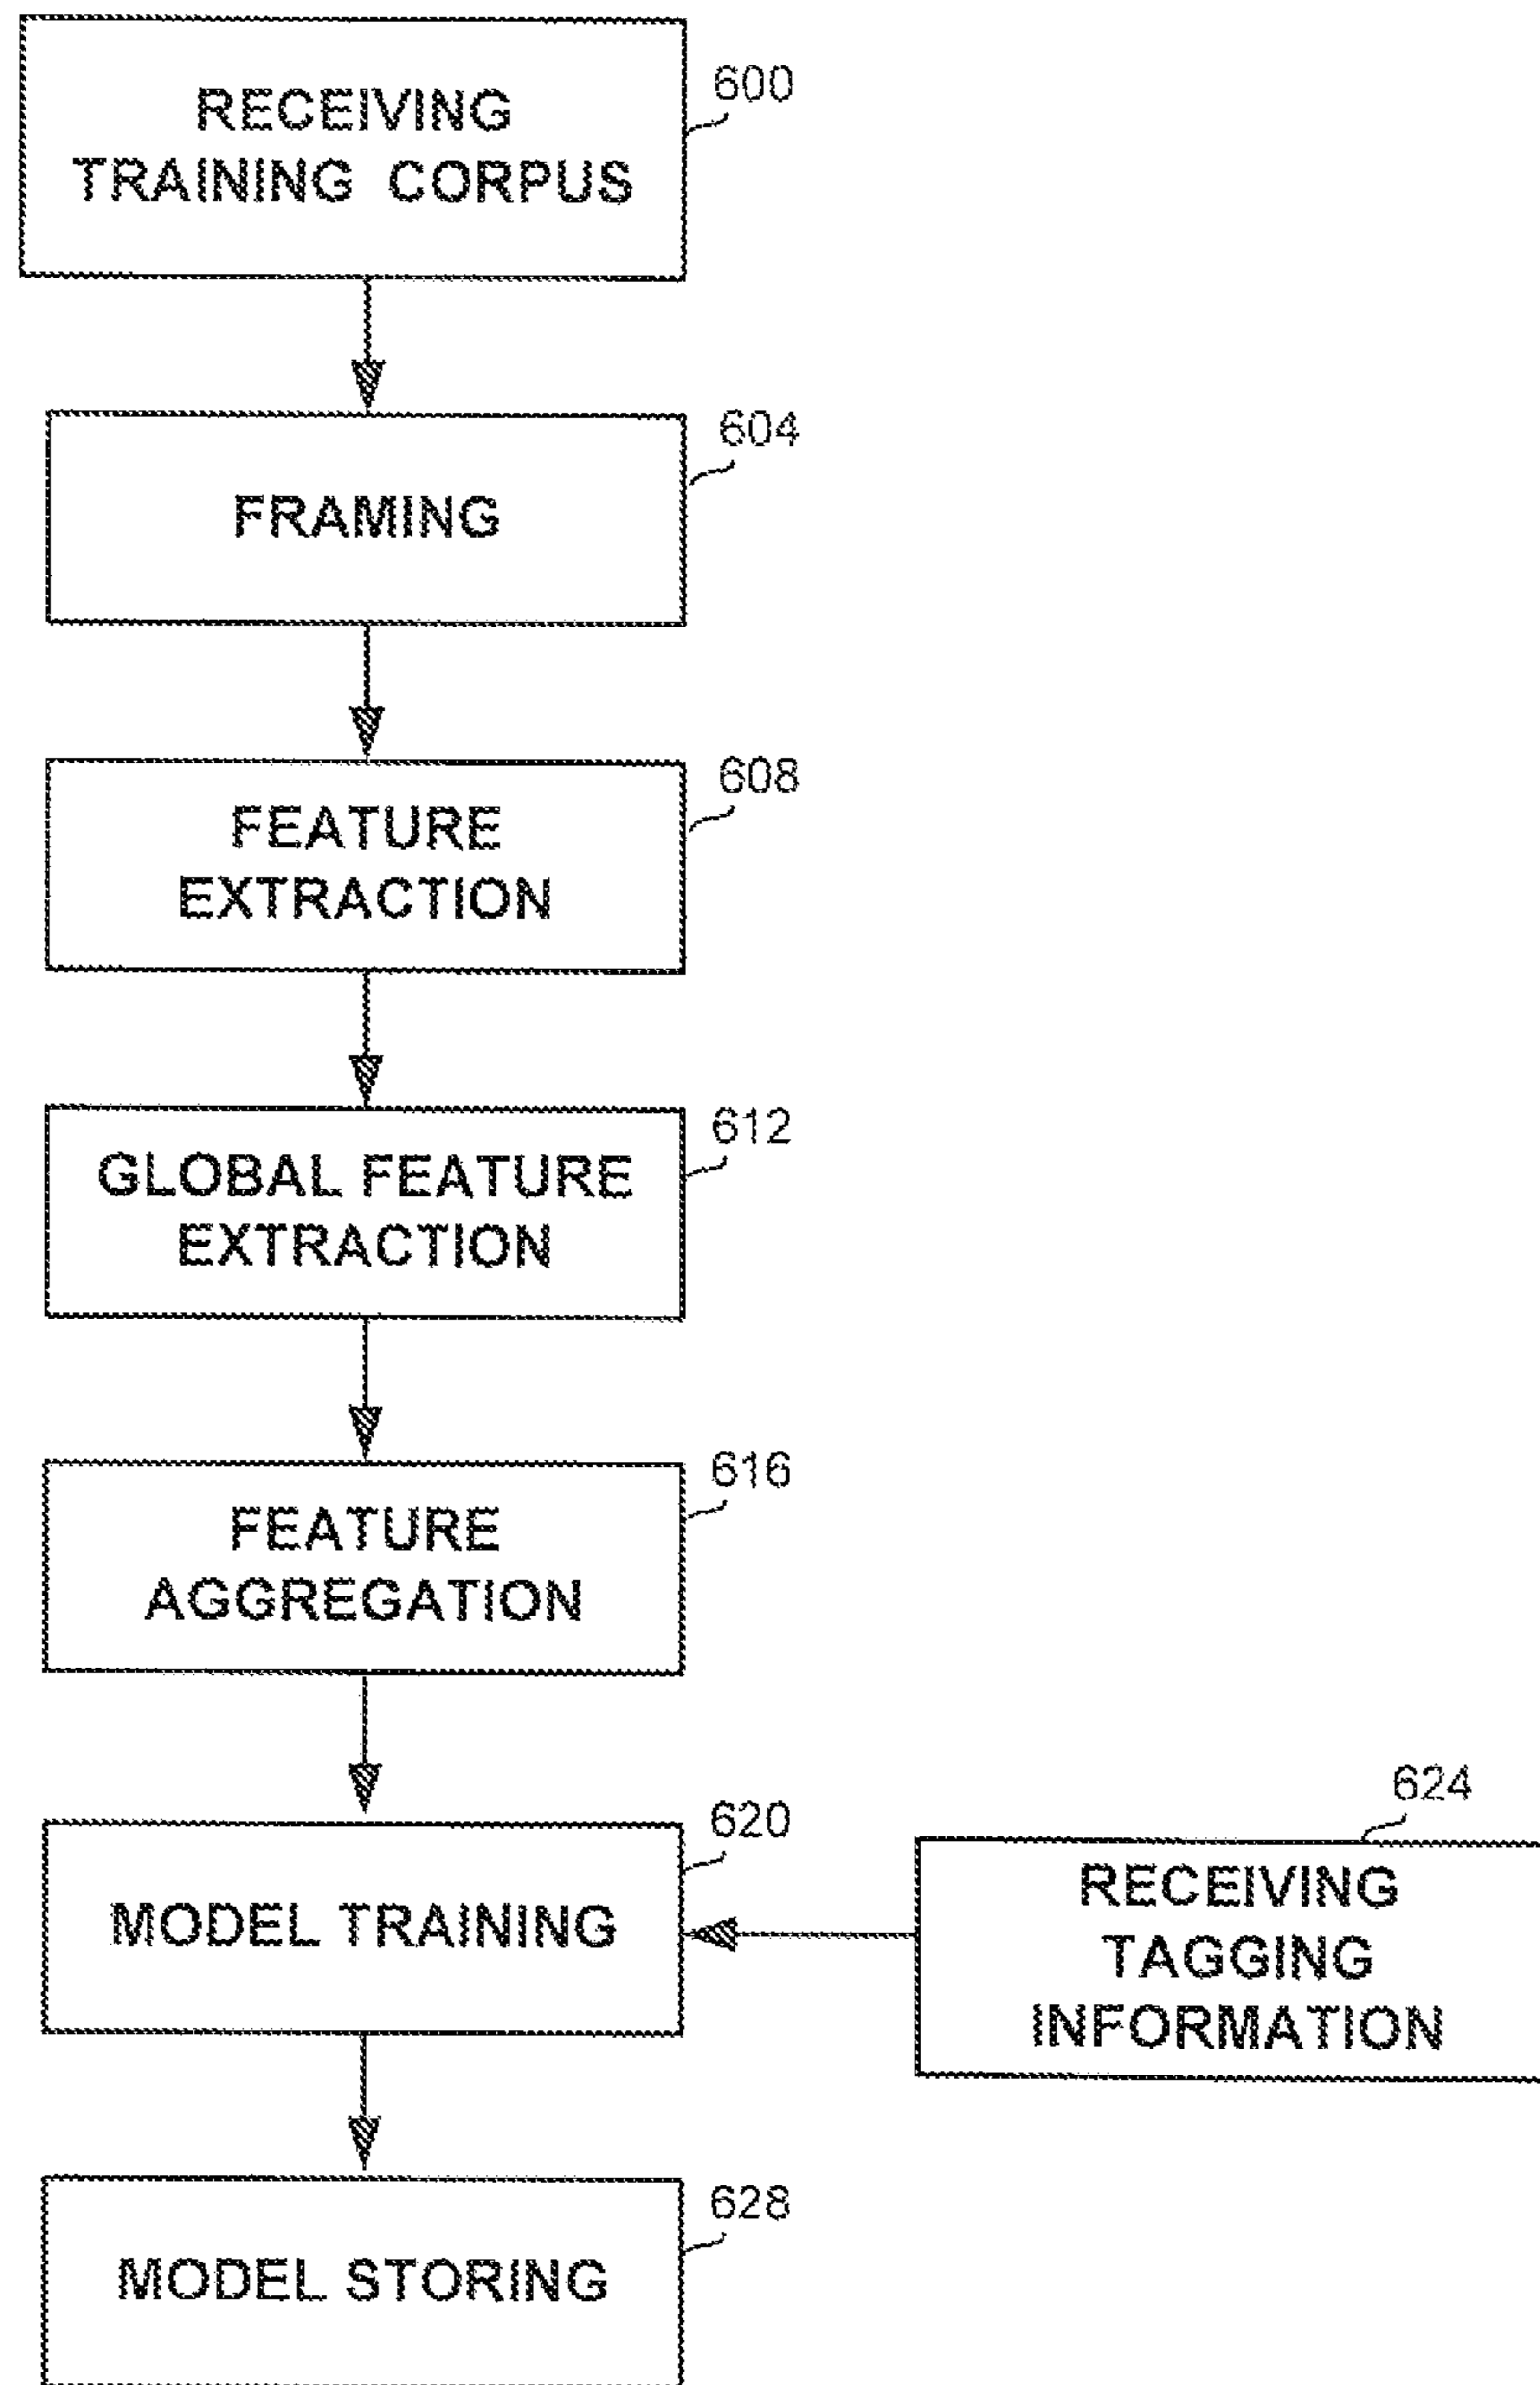 RECEIVING
TRAINING CORPUS
600
FRAMING
604
FEATURE
EXTRACTION
608
GLOBAL FEATURE
EXTRACTION
612
FEATURE
AGGREGATION
616
MODEL TRAINING
620
RECEIVING
TAGGING
INFORMATION
624
MODEL STORING
628